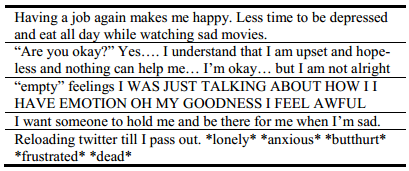 Having a job again makes me happy. Less time to be depressed
and eat all day while watching sad movies.
“Are you okay?” Yes…. I understand that I am upset and hope-
less and nothing can help me… I’m okay… but I am not alright
“empty” feelings I WAS JUST TALKING ABOUT HOW I I
HAVE EMOTION OH MY GOODNESS I FEEL AWFUL
I want someone to hold me and be there for me when I’m sad.
Reloading twitter till I pass out. *lonely* *anxious* *butthurt*
*frustrated* *dead*